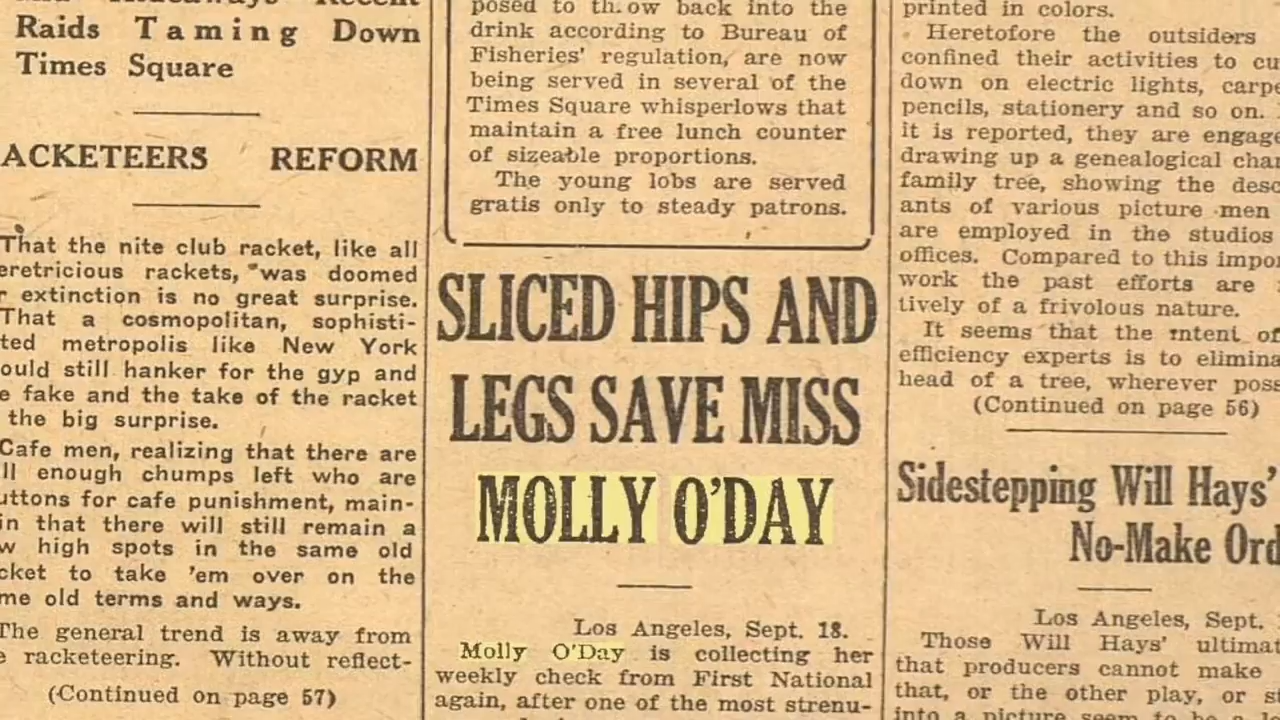 Raids Taming Down
Times Square
ACKETEERS REFORM
That the nite club racket, like all
eretricious rackets, was doomed
r extinction is no great surprise.
That a cosmopolitan, sophisti-
ted metropolis like New York
ould still hanker for the gyp and
e fake and the take of the racket
the big surprise.
Cafe men, realizing that there are
ll enough chumps left who are
uttons for cafe punishment, main-
in that there will still remain a
w high spots in the same old
cket to take 'em over on the
me old terms and ways.
The general trend is away from
e racketeering. Without reflect-
(Continued on page 57)
posed to throw back into the
drink according to Bureau of
Fisheries' regulation, are now
being served in several of the
Times Square whisperlows that
maintain a free lunch counter
of sizeable proportions.
The young lobs are served
gratis only to steady patrons.
SLICED HIPS AND
LEGS SAVE MISS
MOLLY O'DAY
Los Angeles, Sept. 18.
Molly O'Day is collecting her
weekly check from First National
again, after one of the most strenu-
printed in colors.
Heretofore the outsiders
confined their activities to cu
down on electric lights, carpe
pencils, stationery and so on.
it is reported, they are engage
drawing up a genealogical char
family tree, showing the desc
ants of various picture men
are employed in the studios
offices. Compared to this impor
work the past efforts are
tively of a frivolous nature.
It seems that the intent of
efficiency experts is to elimina
head of a tree, wherever poss
(Continued on page 56)
Sidestepping Will Hays'
No-Make Ord
Los Angeles, Sept.
Those Will Hays' ultimat
that producers cannot make
that, or the other play, or s
into a picture seem to be